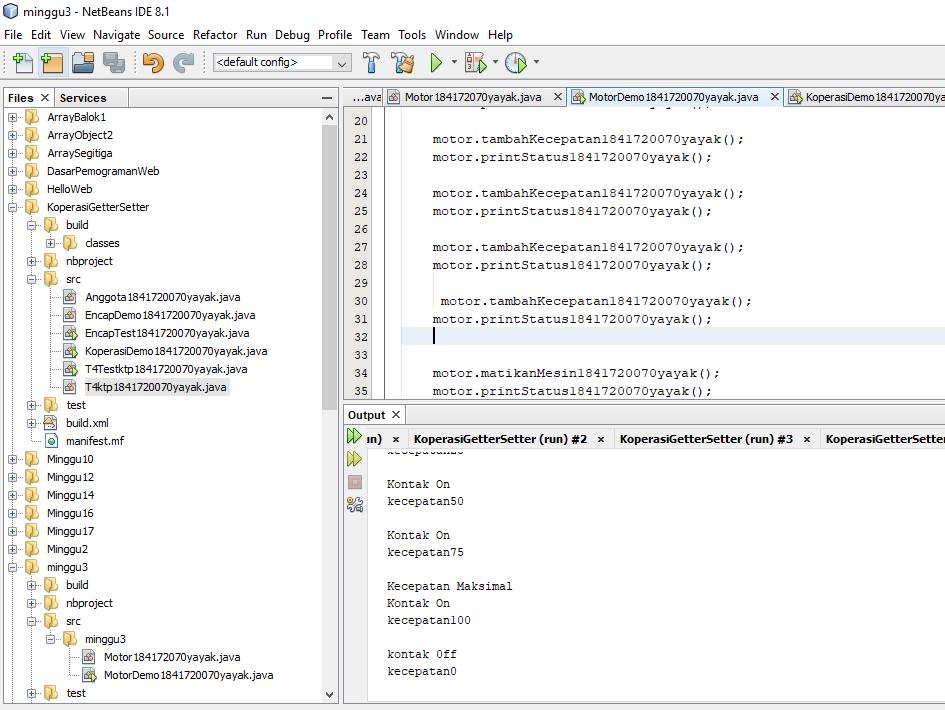 minggu3 - NetBeans IDE 8.1
File Edit View Navigate Source Refactor Run Debug Profile Team Tools Window Help
<default config>
Files
Services
ArrayBalok1
ArrayObject2
ArraySegitiga
DasarPemogramanWeb
HelloWeb
KoperasiGetterSetter
build
classes
nbproject
src
Anggota1841720070yayak.java
EncapDemo1841720070yayak.java
EncapTest1841720070yayak.java
KoperasiDemo1841720070yayak.java
T4Testktp1841720070yayak.java
T4ktp1841720070yayak.java
test
build.xml
manifest.mf
Minggu10
Minggu12
Minggu14
Minggu16
Minggu17
Minggu2
minggu3
build
nbproject
src
minggu3
Motor184172070yayak.java
MotorDemo1841720070yayak.java
test
...ava Motor184172070yayak.java MotorDemo1841720070yayak.java KoperasiDemo1841720070ya
20
21 motor.tambahKecepatan1841720070yayak();
22 motor.printStatus1841720070yayak();
23
24 motor.tambahKecepatan1841720070yayak();
25 motor.printStatus1841720070yayak();
26
27 motor.tambahKecepatan1841720070yayak();
28 motor.printStatus1841720070yayak();
29
30 motor.tambahKecepatan1841720070yayak();
31 motor.printStatus1841720070yayak();
32
33
34 motor.matikanMesin1841720070yayak();
35 motor.printStatus1841720070yayak();
Output
un) KoperasiGetterSetter (run) #2 KoperasiGetterSetter (run) #3 KoperasiGetterSetter
Kontak On
kecepatan50
Kontak On
kecepatan75
Kecepatan Maksimal
Kontak On
kecepatan100
kontak Off
kecepatan0